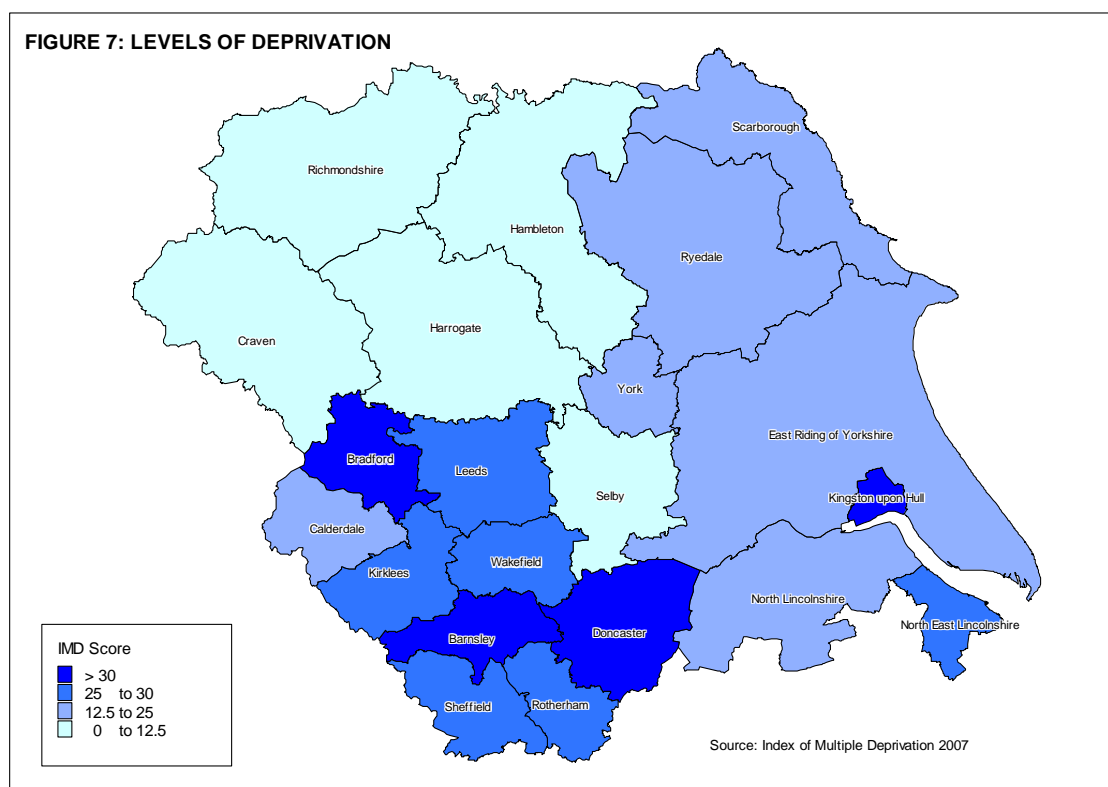 FIGURE 7: LEVELS OF DEPRIVATION
Scarborough
Richmondshire
Hambleton
Ryedale
Harrogate
Craven
York
East Riding of Yorkshire
Bradford
Leeds
Selby
Kingston upon Hull
Calderdale
Wakefield
Kirklees
North Lincolnshire
North East Lincolnshire
Barnsley
Doncaster
Sheffield
Rotherham
IMD Score
> 30
25 to 30
12.5 to 25
0 to 12.5
Source: Index of Multiple Deprivation 2007